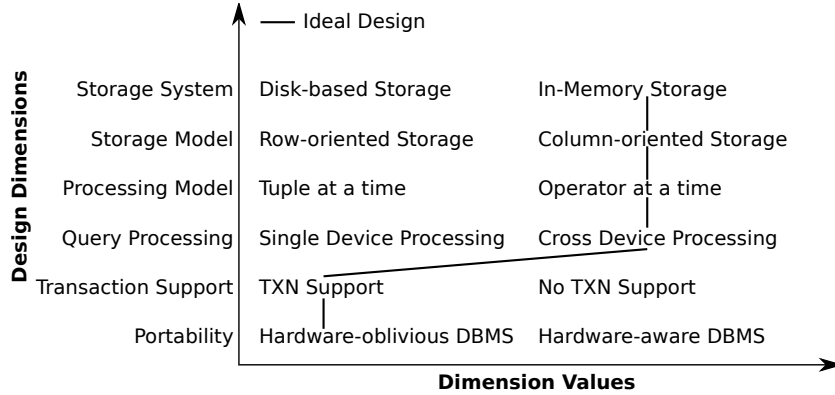 Ideal Design
Design Dimensions
Storage System Disk-based Storage In-Memory Storage
Storage Model Row-oriented Storage Column-oriented Storage
Processing Model Tuple at a time Operator at a time
Query Processing Single Device Processing Cross Device Processing
Transaction Support TXN Support No TXN Support
Portability Hardware-oblivious DBMS Hardware-aware DBMS
Dimension Values